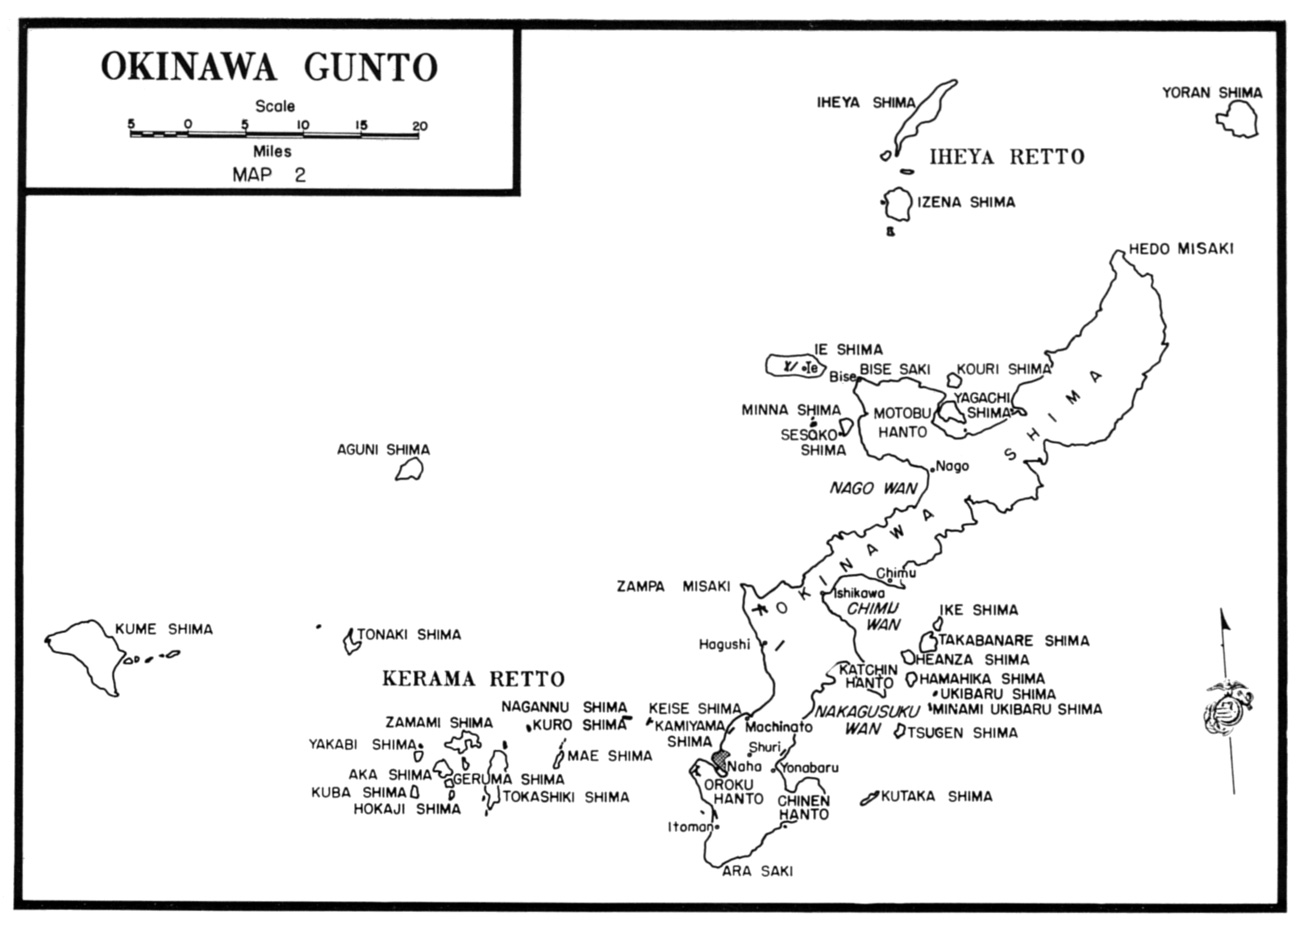 OKINAWA GUNTO
Scale
5 0 5 10 15 20
Miles
MAP 2
IHEYA SHIMA
YORAN SHIMA
IHEYA RETTO
IZENA SHIMA
HEDO MISAKI
IE SHIMA
Ie
Bise
BISE SAKI
KOURI SHIMA
YAGACHI
SHIMA
MINNA SHIMA
MOTOBU
HANTO
SESOKO
SHIMA
AGUNI SHIMA
Nago
NAGO WAN
OKINAWA SHIMA
Chimu
ZAMPA MISAKI
Ishikawa
CHIMU
WAN
IKE SHIMA
KUME SHIMA
TONAKI SHIMA
Hagushi
TAKABANARE SHIMA
HEANZA SHIMA
KATCHIN
HANTO
HAMAHIKA SHIMA
KERAMA RETTO
UKIBARU SHIMA
NAGANNU SHIMA
KEISE SHIMA
NAKAGUSUKU
WAN
MINAMI UKIBARU SHIMA
ZAMAMI SHIMA
KURO SHIMA
KAMIYAMA
SHIMA
Machinato
TSUGEN SHIMA
YAKABI SHIMA
MAE SHIMA
Shuri
Naha
Yonabaru
AKA SHIMA
GERUMA SHIMA
OROKU
HANTO
KUBA SHIMA
TOKASHIKI SHIMA
CHINEN
HANTO
KUTAKA SHIMA
HOKAJI SHIMA
Itoman
ARA SAKI